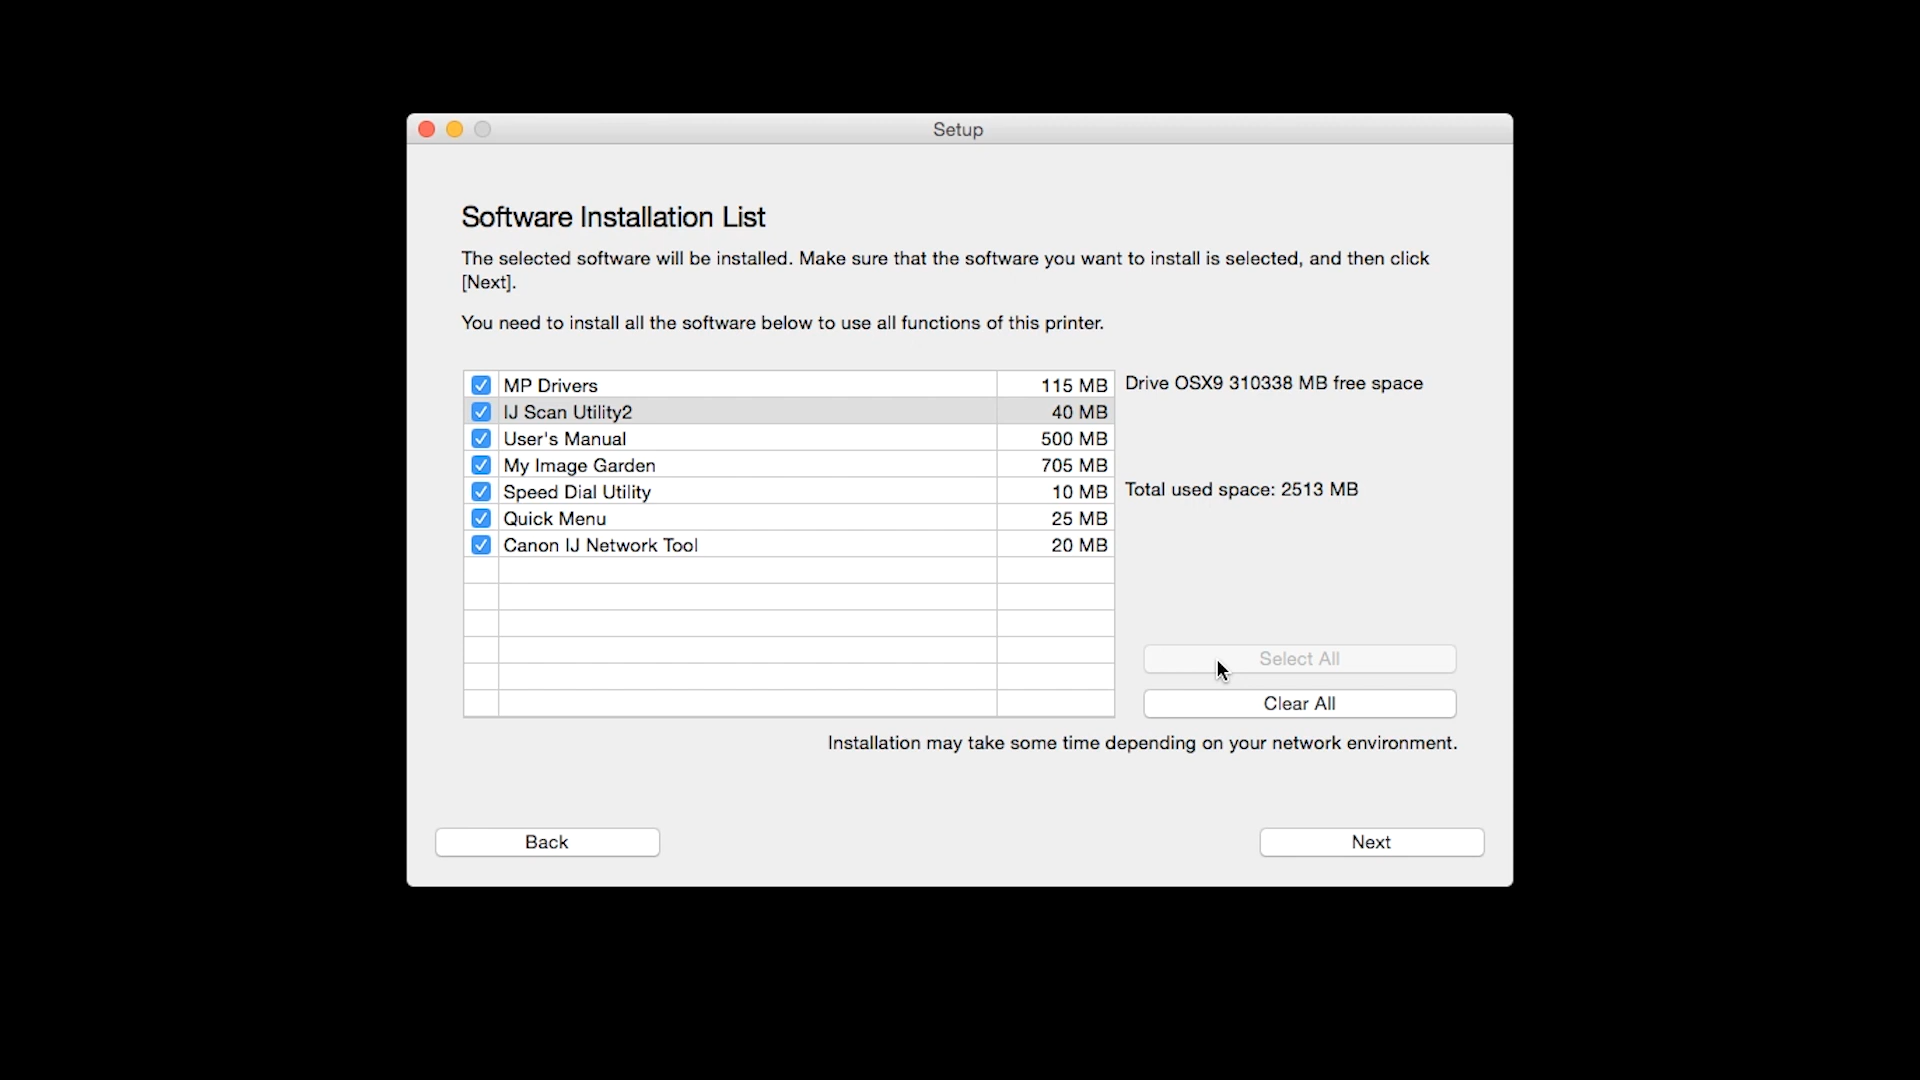 Setup
Software Installation List
The selected software will be installed. Make sure that the software you want to install is selected, and then click
[Next].
You need to install all the software below to use all functions of this printer.
MP Drivers 115 MB
Drive OSX9 310338 MB free space
IJ Scan Utility2 40 MB
User's Manual 500 MB
My Image Garden 705 MB
Speed Dial Utility 10 MB
Total used space: 2513 MB
Quick Menu 25 MB
Canon IJ Network Tool 20 MB
Select All
Clear All
Installation may take some time depending on your network environment.
Back
Next